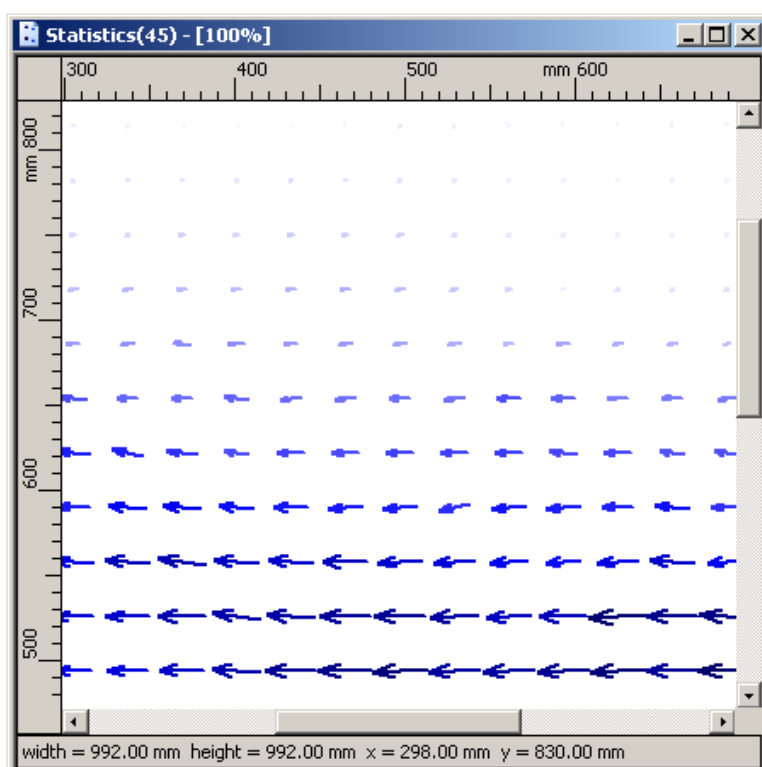 Statistics(45) - [100%]
300 400 500 mm 600
mm 800
700
600
500
width = 992.00 mm height = 992.00 mm x = 298.00 mm y = 830.00 mm